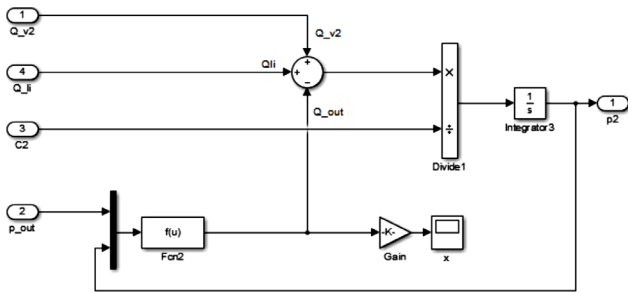 1
Q_v2
Q_v2
4
Q_li
Qli
+
+
−
Q_out
3
C2
×
÷
Divide1
1
s
Integrator3
1
p2
2
p_out
f(u)
Fcn2
-K-
Gain
x